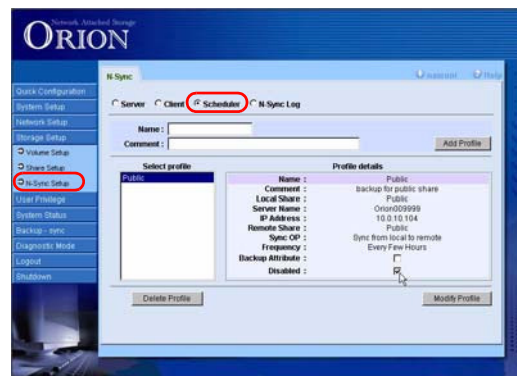 Network Attached Storage
ORION
N-Sync
Account
Help
Quick Configuration
System Setup
Network Setup
Storage Setup
Volume Setup
Share Setup
N-Sync Setup
User Privilege
System Status
Backup - sync
Diagnostic Mode
Logout
Shutdown
Server Client Scheduler N-Sync Log
Name :
Comment :
Add Profile
Select profile
Public
Profile details
Name : Public
Comment : backup for public share
Local Share : Public
Server Name : Orion009999
IP Address : 10.0.10.104
Remote Share : Public
Sync OP : Sync from local to remote
Frequency : Every Few Hours
Backup Attribute :
Disabled :
Delete Profile
Modify Profile